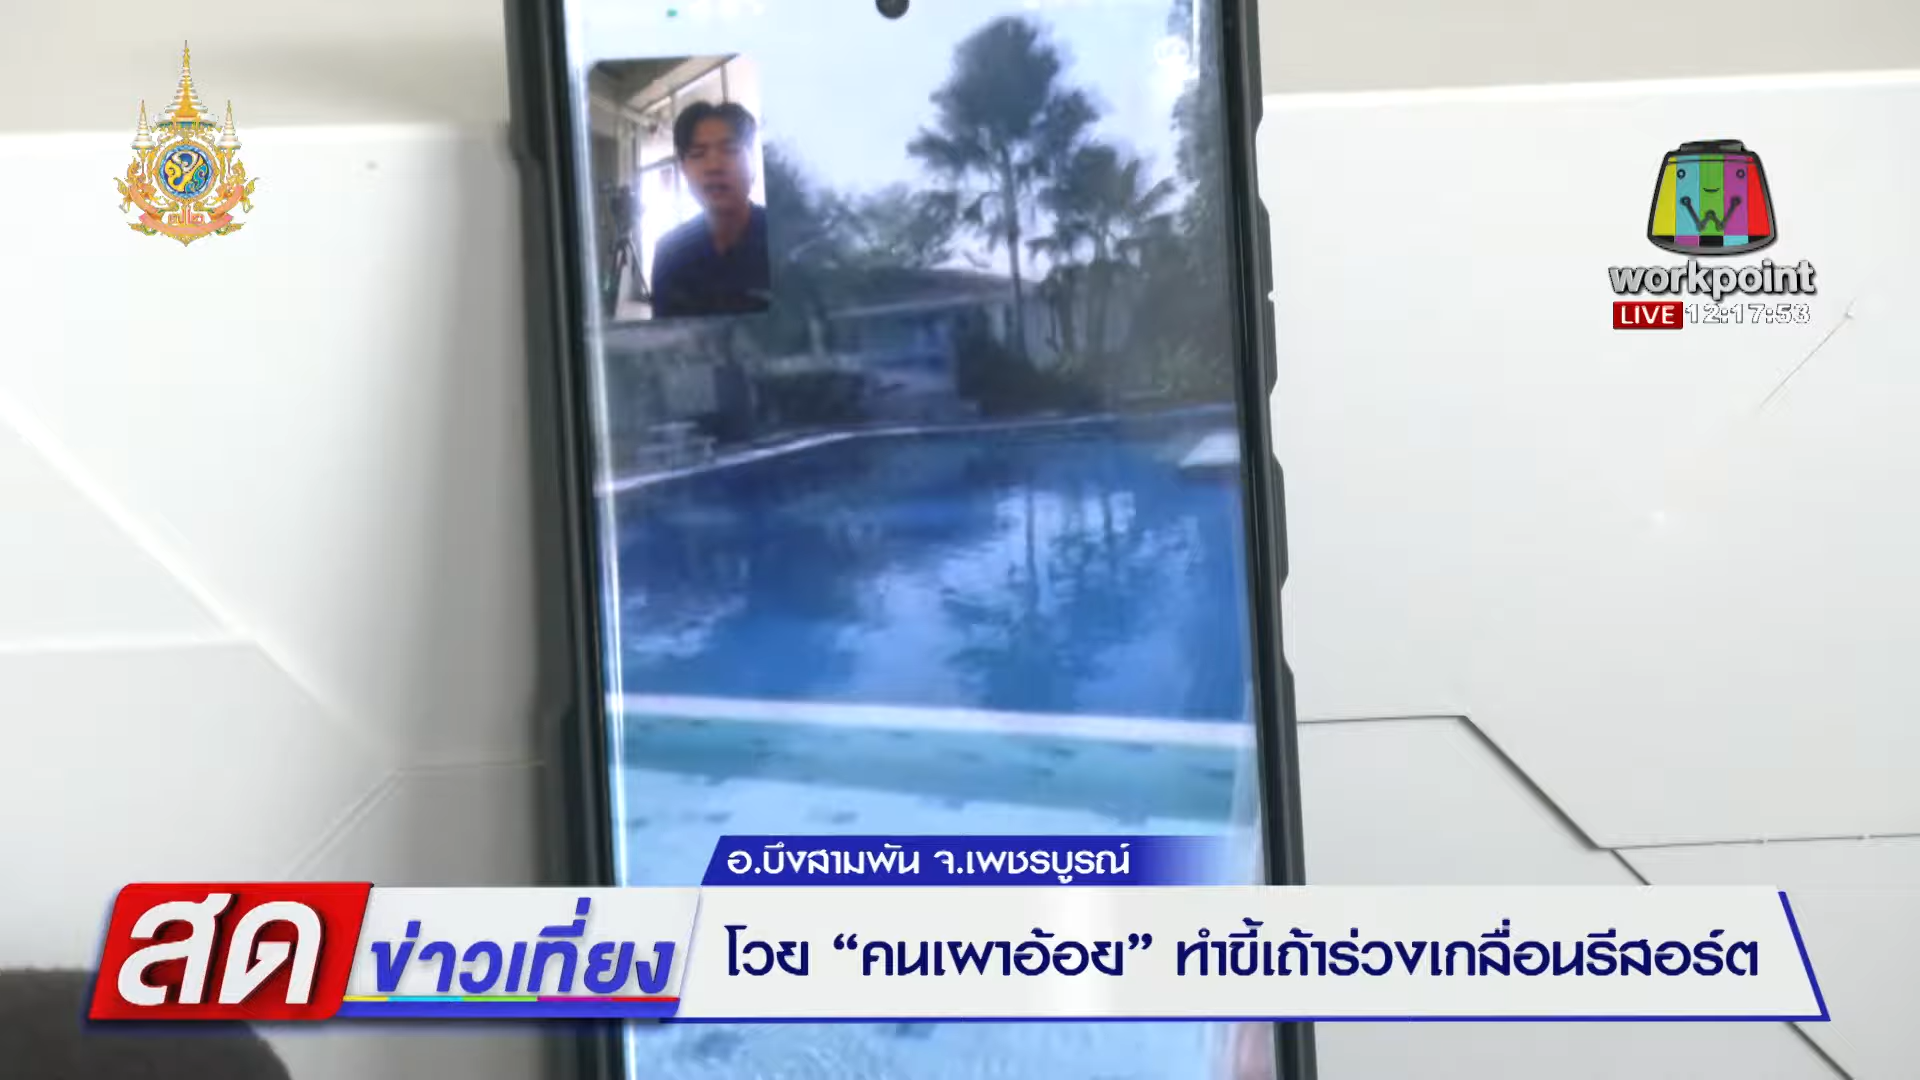 ๗๒
workpoint
LIVE 12:17:53
อ.บึงสามพัน จ.เพชรบูรณ์
สด ข่าวเที่ยง
โวย “คนเผาอ้อย” ทำขี้เถ้าร่วงเกลื่อนรีสอร์ต